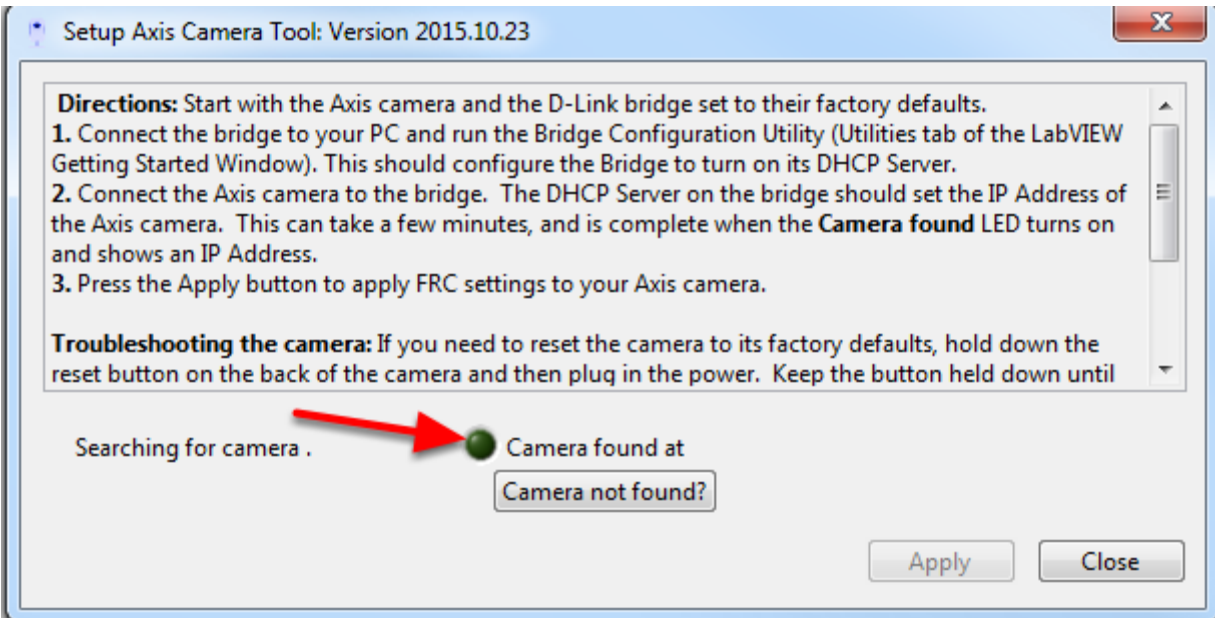 Setup Axis Camera Tool: Version 2015.10.23
Directions: Start with the Axis camera and the D-Link bridge set to their factory defaults.
1. Connect the bridge to your PC and run the Bridge Configuration Utility (Utilities tab of the LabVIEW
Getting Started Window). This should configure the Bridge to turn on its DHCP Server.
2. Connect the Axis camera to the bridge.  The DHCP Server on the bridge should set the IP Address of
the Axis camera.  This can take a few minutes, and is complete when the Camera found LED turns on
and shows an IP Address.
3. Press the Apply button to apply FRC settings to your Axis camera.
Troubleshooting the camera: If you need to reset the camera to its factory defaults, hold down the
reset button on the back of the camera and then plug in the power.  Keep the button held down until
Searching for camera .
Camera found at
Camera not found?
Apply
Close